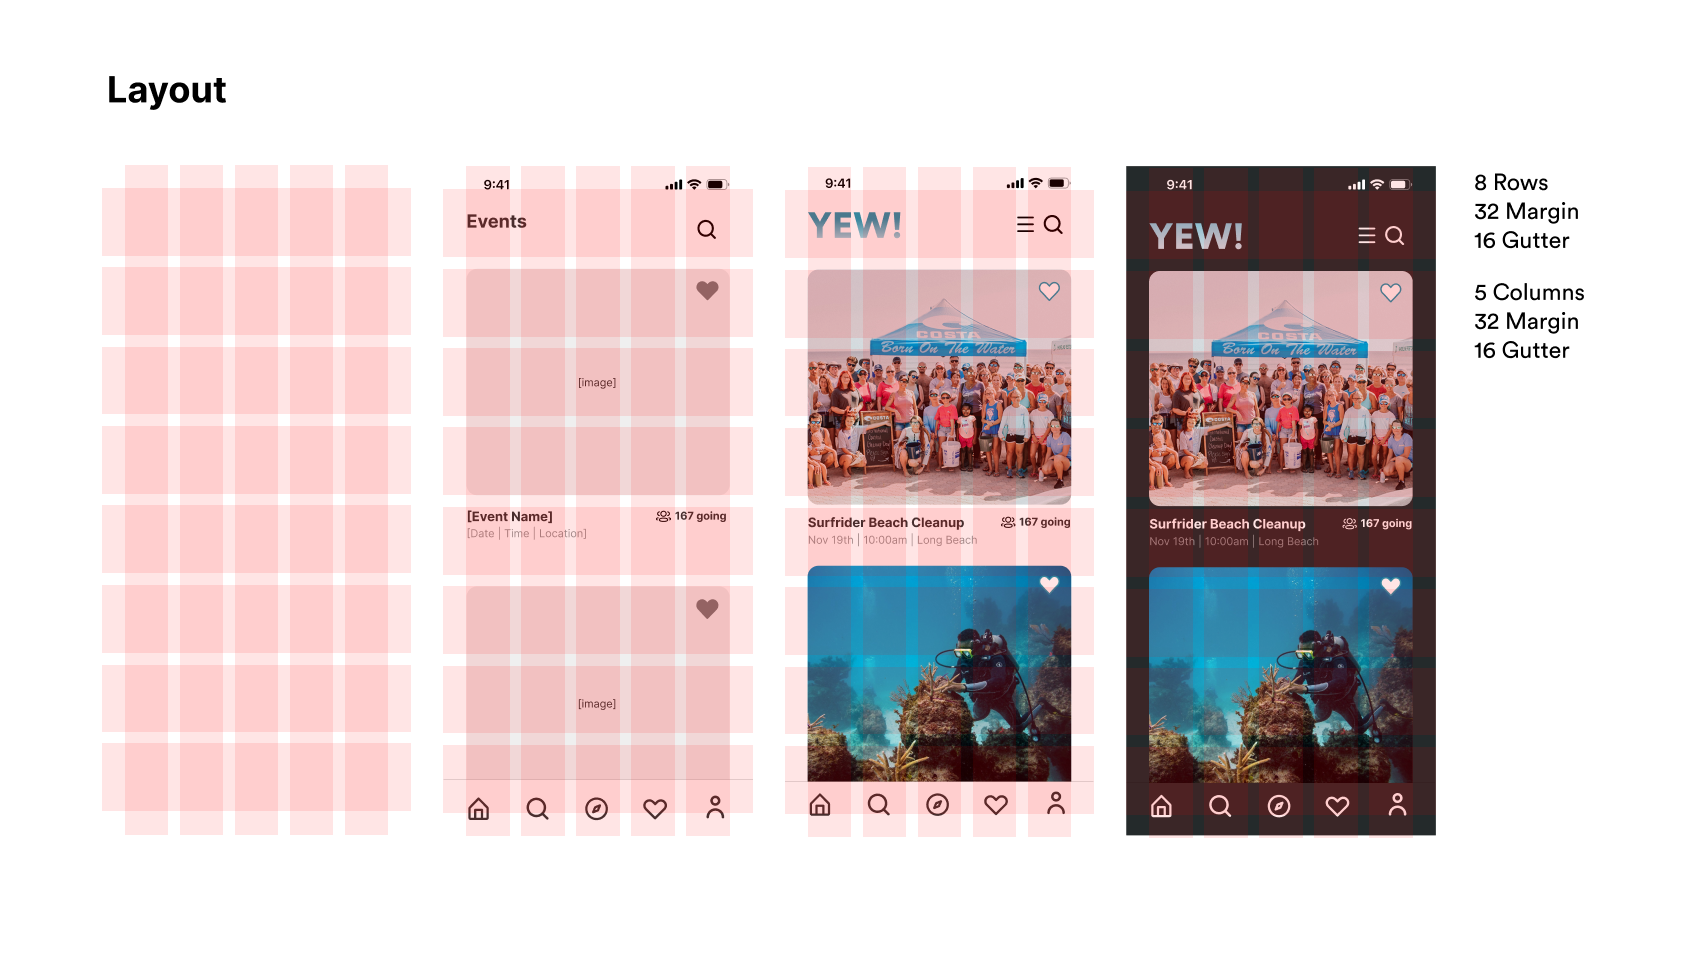 Layout
9:41
Events
[image]
[Event Name]
167 going
[Date | Time | Location]
[image]
9:41
YEW!
COSTA
Born On The Water
COSTA
Surfrider Beach Cleanup
167 going
Nov 19th | 10:00am | Long Beach
9:41
YEW!
COSTA
Born On The Water
COSTA
Surfrider Beach Cleanup
167 going
Nov 19th | 10:00am | Long Beach
8 Rows
32 Margin
16 Gutter
5 Columns
32 Margin
16 Gutter